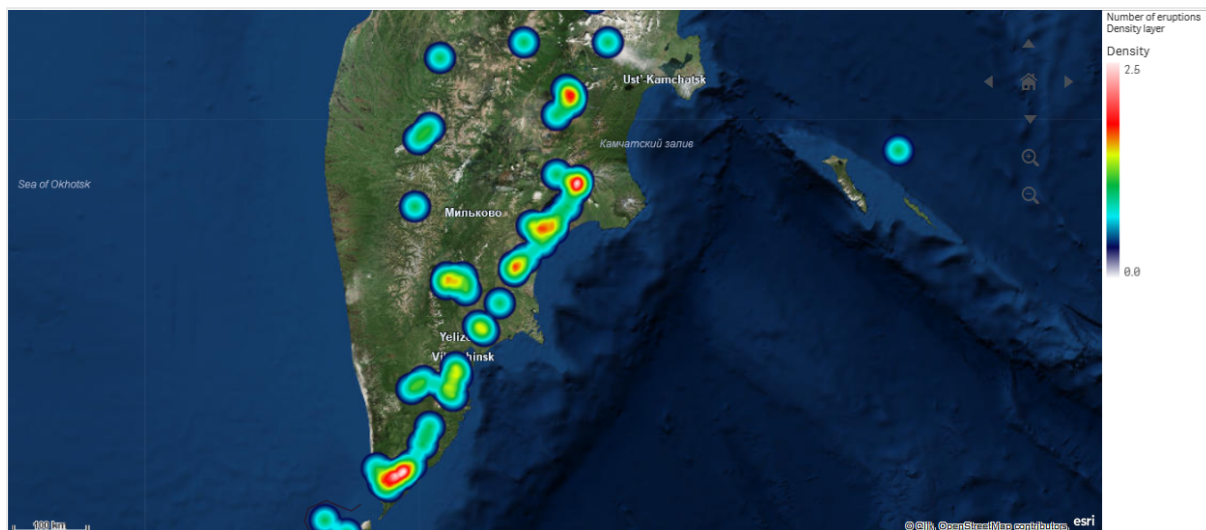 Number of eruptions
Density layer
Density
2.5
0.0
Ust'-Kamchatsk
Камчатский залив
Sea of Okhotsk
Мильково
100 km
OpenStreetMap contributors,
esri